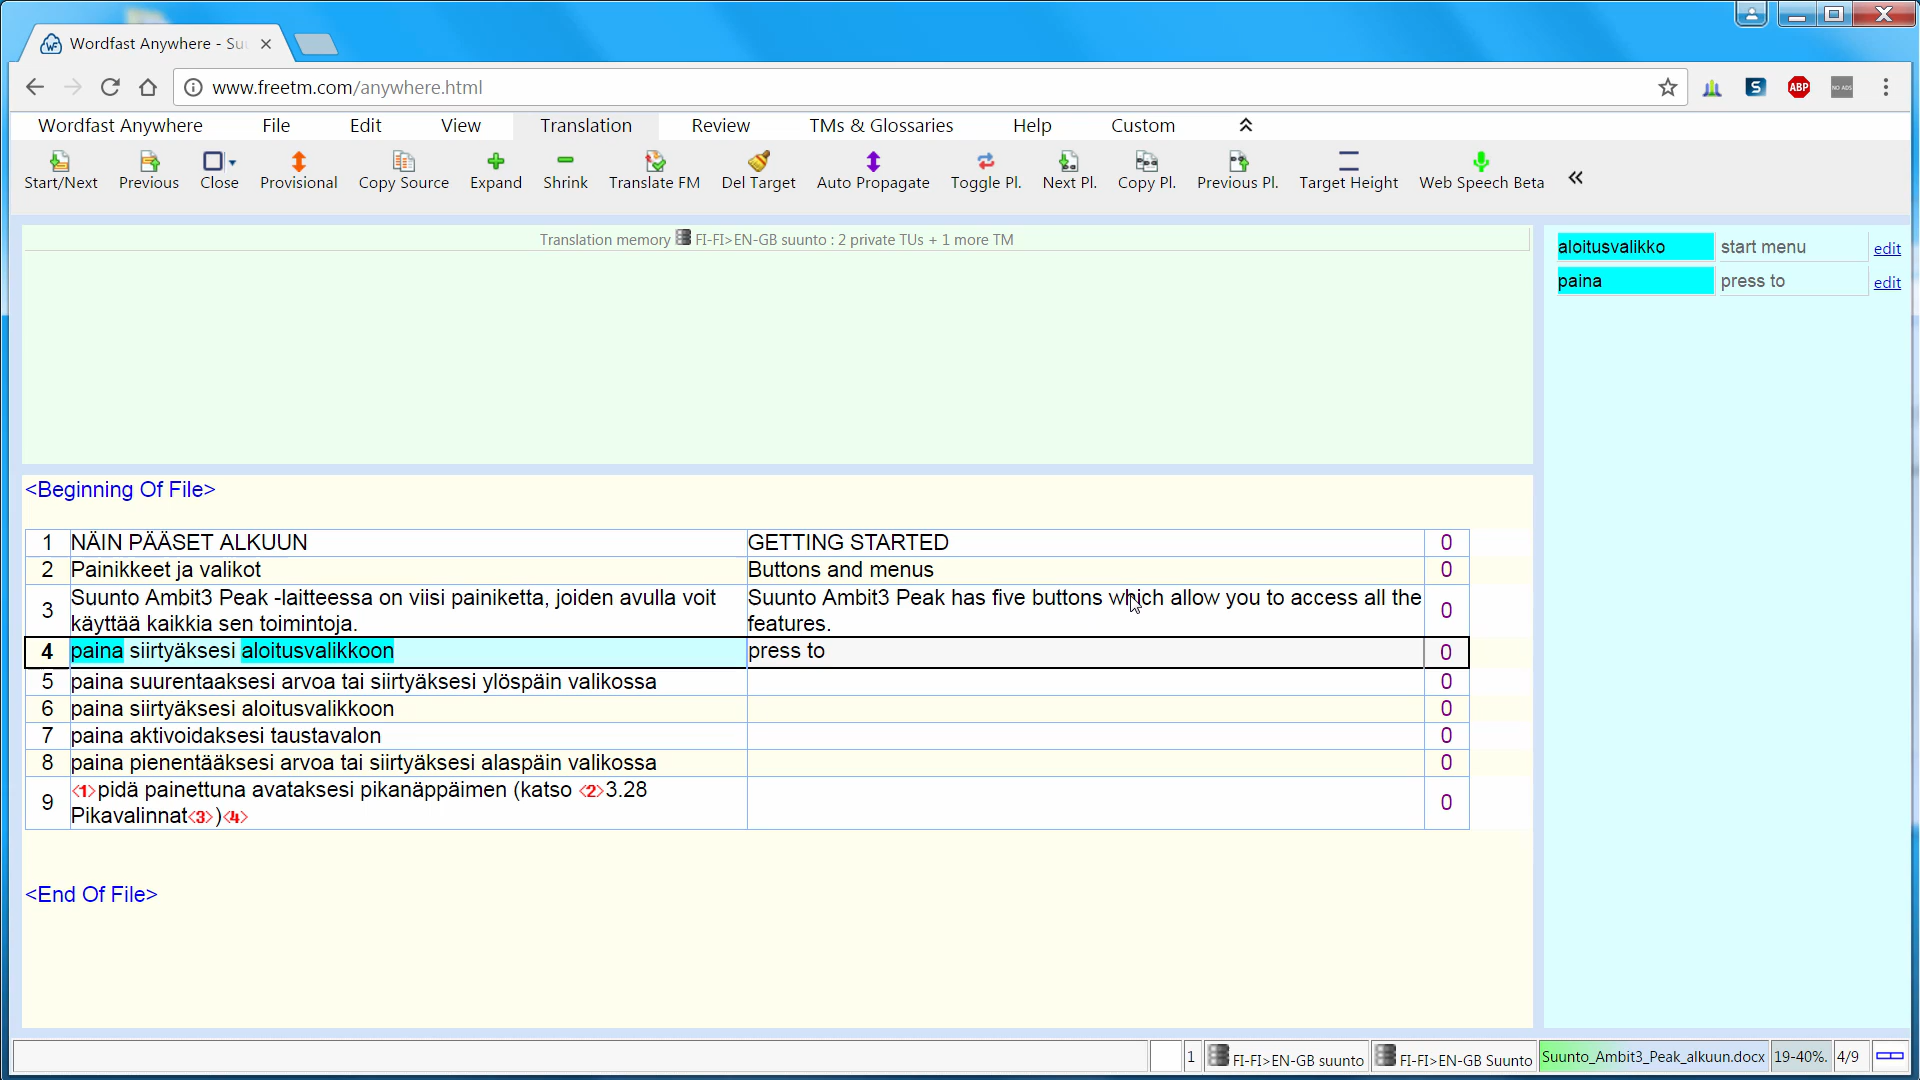 Wordfast Anywhere - Su
www.freetm.com/anywhere.html
ABP
NO ADS
Wordfast Anywhere File Edit View Translation Review TMs & Glossaries Help Custom
Start/Next Previous Close Provisional Copy Source Expand Shrink Translate FM Del Target Auto Propagate Toggle Pl. Next Pl. Copy Pl. Previous Pl. Target Height Web Speech Beta
Translation memory FI-FI>EN-GB suunto : 2 private TUs + 1 more TM
aloitusvalikko start menu edit
paina press to edit
<Beginning Of File>
1 NÄIN PÄÄSET ALKUUN GETTING STARTED 0
2 Painikkeet ja valikot Buttons and menus 0
3 Suunto Ambit3 Peak -laitteessa on viisi painiketta, joiden avulla voit
käyttää kaikkia sen toimintoja.
Suunto Ambit3 Peak has five buttons which allow you to access all the
features.
0
4 paina siirtyäksesi aloitusvalikkoon press to 0
5 paina suurentaaksesi arvoa tai siirtyäksesi ylöspäin valikossa 0
6 paina siirtyäksesi aloitusvalikkoon 0
7 paina aktivoidaksesi taustavalon 0
8 paina pienentääksesi arvoa tai siirtyäksesi alaspäin valikossa 0
9 <1>pidä painettuna avataksesi pikanäppäimen (katso <2>3.28
Pikavalinnat<3>)<4>
0
<End Of File>
1 FI-FI>EN-GB suunto FI-FI>EN-GB Suunto Suunto_Ambit3_Peak_alkuun.docx 19-40%. 4/9